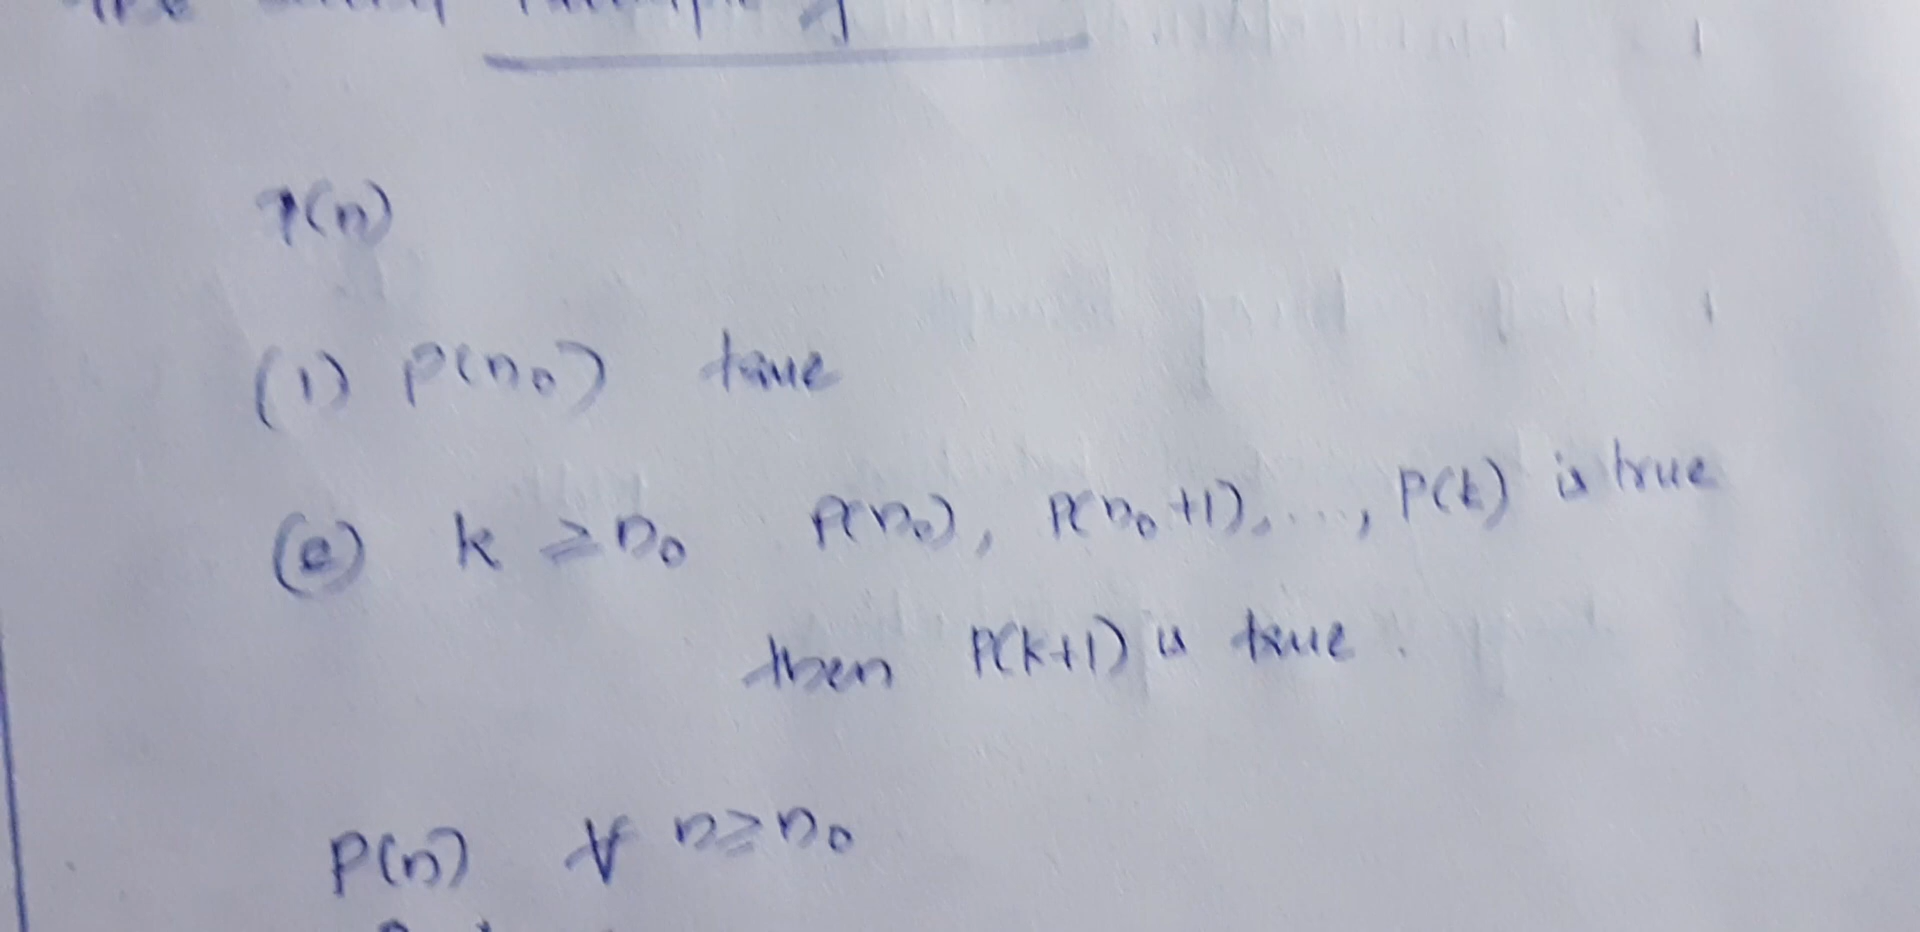 P(n)
(1) P(n₀) true
(2) k ≥ n₀ P(n₀), P(n₀+1), ..., P(k) is true
then P(k+1) is true.
P(n) ∀ n ≥ n₀